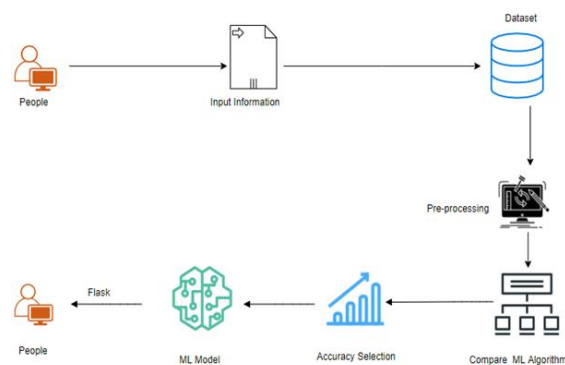 Dataset
People
Input Information
Pre-processing
Flask
People
ML Model
Accuracy Selection
Compare ML Algorithm